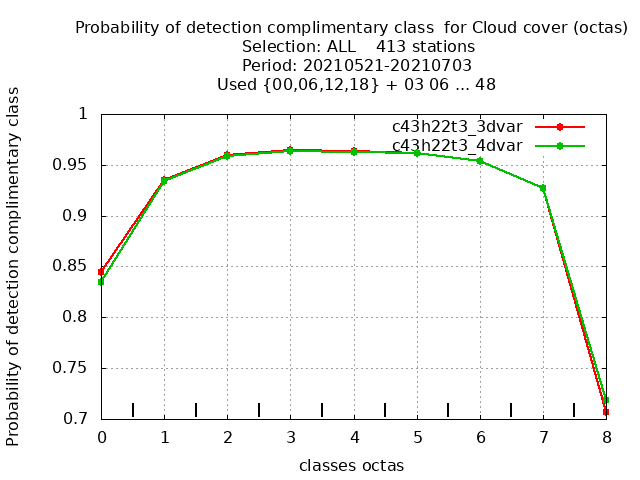 Probability of detection complimentary class  for Cloud cover (octas)
Selection: ALL    413 stations
Period: 20210521-20210703
Used {00,06,12,18} + 03 06 ... 48
Probability of detection complimentary class
1
0.95
0.9
0.85
0.8
0.75
0.7
c43h22t3_3dvar
c43h22t3_4dvar
0 1 2 3 4 5 6 7 8
classes octas